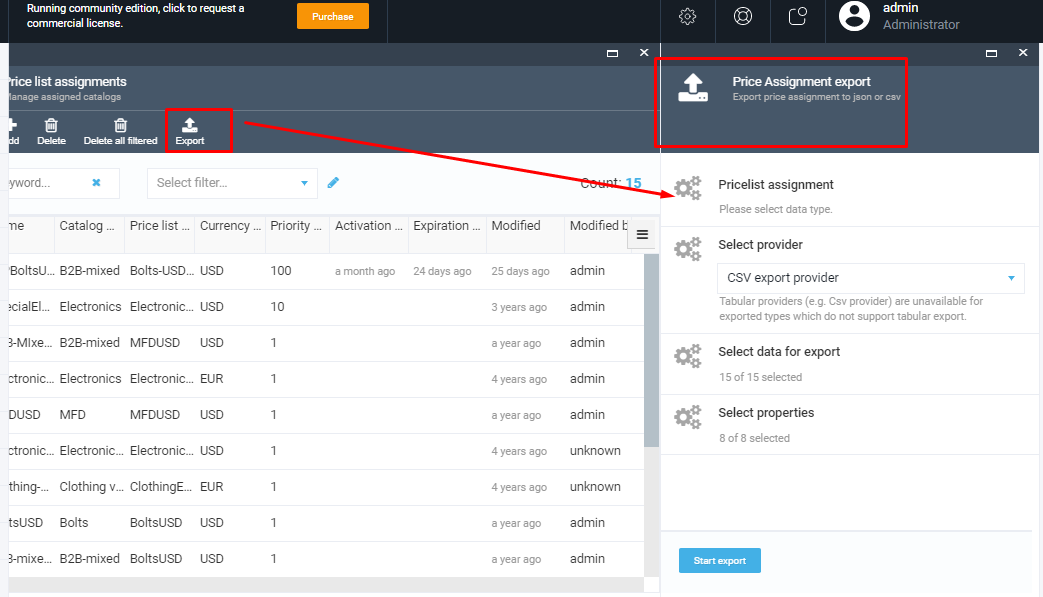 Running community edition, click to request a
commercial license.
Purchase
admin
Administrator
Price list assignments
Manage assigned catalogs
Delete
Delete all filtered
Export
Price Assignment export
Export price assignment to json or csv
Select filter...
Count: 15
Catalog ... Price list ... Currency ... Priority ... Activation ... Expiration ... Modified Modified b
BoltsU... B2B-mixed Bolts-USD... USD 100 a month ago 24 days ago 25 days ago admin
ecialEl... Electronics Electronic... USD 10 3 years ago admin
B-MIxe... B2B-mixed MFDUSD USD 1 a year ago admin
ctronic... Electronics Electronic... EUR 1 4 years ago admin
DUSD MFD MFDUSD USD 1 a year ago admin
ctronic... Electronic... Electronic... USD 1 4 years ago unknown
thing-... Clothing v... ClothingE... EUR 1 4 years ago unknown
tsUSD Bolts BoltsUSD USD 1 a year ago admin
B-mixe... B2B-mixed BoltsUSD USD 1 a year ago admin
Pricelist assignment
Please select data type.
Select provider
CSV export provider
Tabular providers (e.g. Csv provider) are unavailable for
exported types which do not support tabular export.
Select data for export
15 of 15 selected
Select properties
8 of 8 selected
Start export